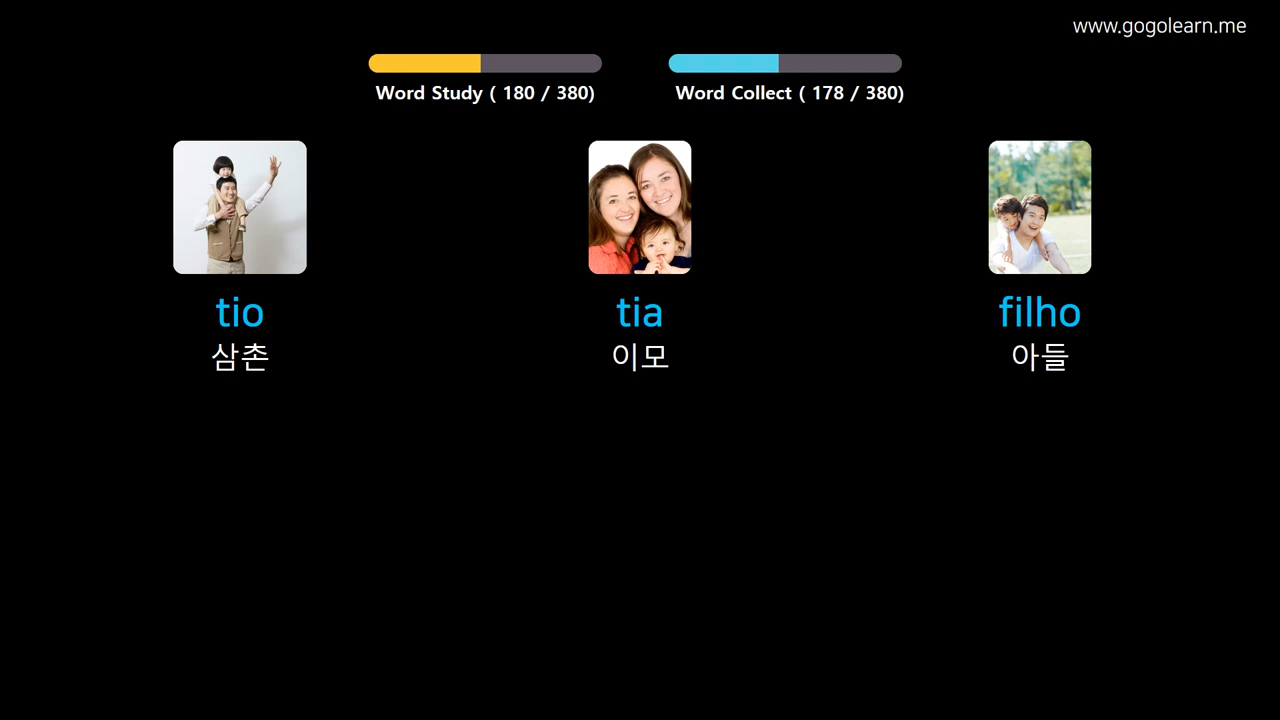 www.gogolearn.me
Word Study ( 180 / 380)
Word Collect ( 178 / 380)
tio
삼촌
tia
이모
filho
아들